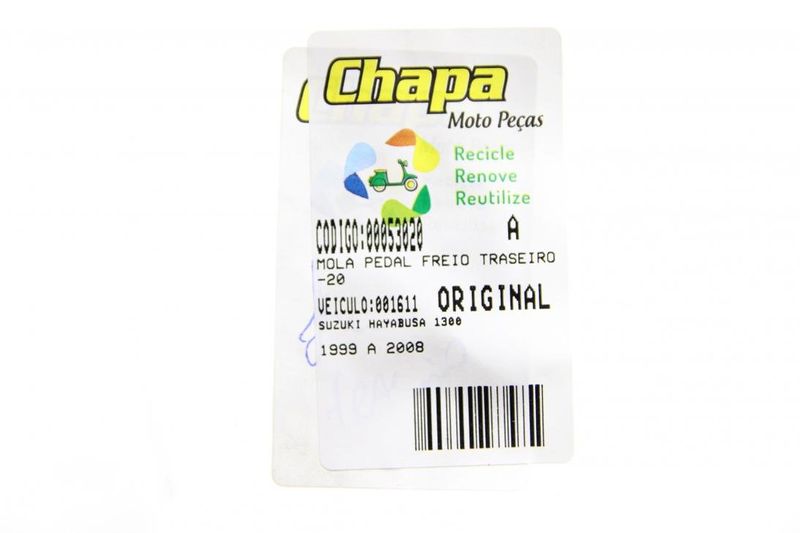 Chapa
Moto Peças
Recicle
Renove
Reutilize
CODIGO:00053020 A
MOLA PEDAL FREIO TRASEIRO
-20
VEICULO:001611 ORIGINAL
SUZUKI HAYABUSA 1300
1999 A 2008